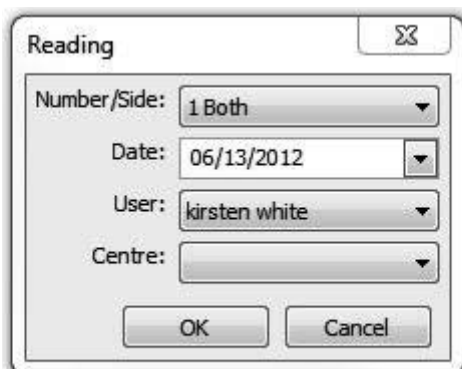 Reading
Number/Side: 1 Both
Date: 06/13/2012
User: kirsten white
Centre:
OK Cancel